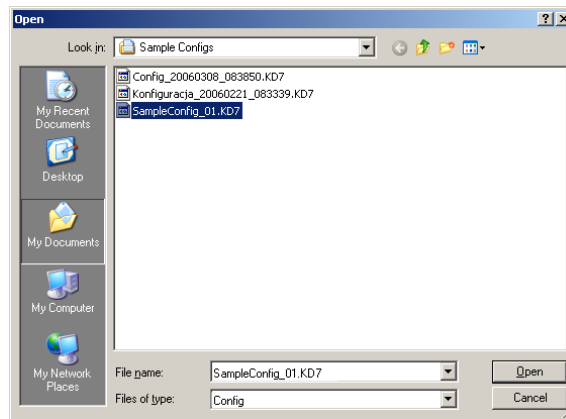 Open
Look in:
Sample Configs
Config_20060308_083850.KD7
Konfiguracja_20060221_083339.KD7
SampleConfig_01.KD7
My Recent
Documents
Desktop
My Documents
My Computer
My Network
Places
File name:
SampleConfig_01.KD7
Open
Files of type:
Config
Cancel